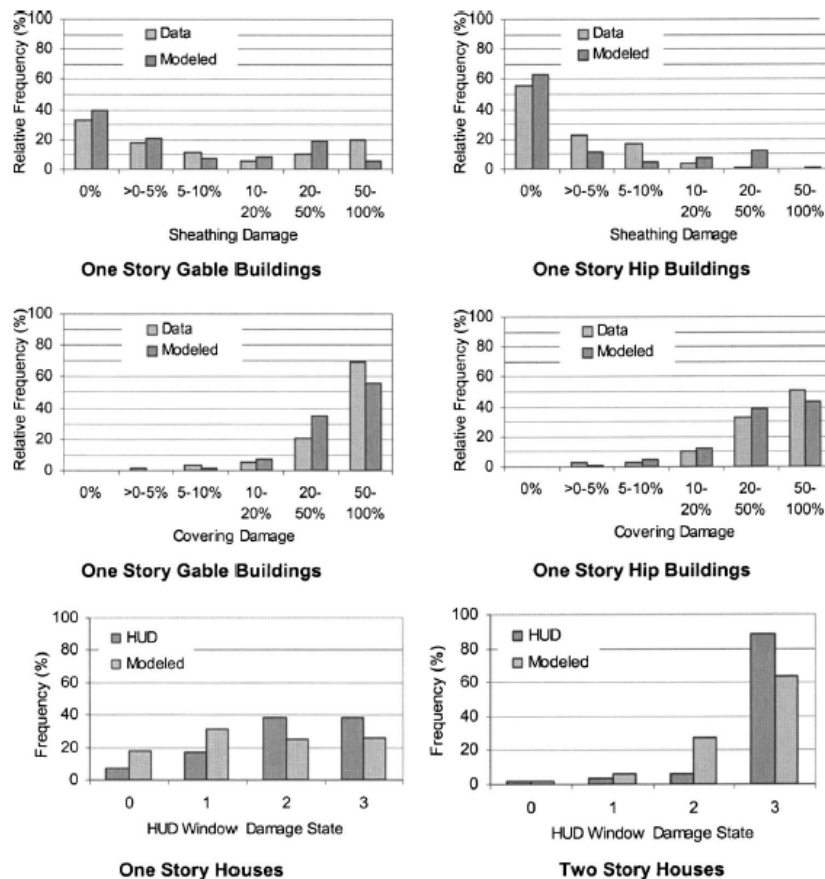 100
80
60
40
20
0
Relative Frequency (%)
Data
Modeled
0% >0-5% 5-10% 10-20% 20-50% 50-100%
Sheathing Damage
One Story Gable Buildings
100
80
60
40
20
0
Relative Frequency (%)
Data
Modeled
0% >0-5% 5-10% 10-20% 20-50% 50-100%
Sheathing Damage
One Story Hip Buildings
100
80
60
40
20
0
Relative Frequency (%)
Data
Modeled
0% >0-5% 5-10% 10-20% 20-50% 50-100%
Covering Damage
One Story Gable Buildings
100
80
60
40
20
0
Relative Frequency (%)
Data
Modeled
0% >0-5% 5-10% 10-20% 20-50% 50-100%
Covering Damage
One Story Hip Buildings
100
80
60
40
20
0
Frequency (%)
HUD
Modeled
0 1 2 3
HUD Window Damage State
One Story Houses
100
80
60
40
20
0
Frequency (%)
HUD
Modeled
0 1 2 3
HUD Window Damage State
Two Story Houses